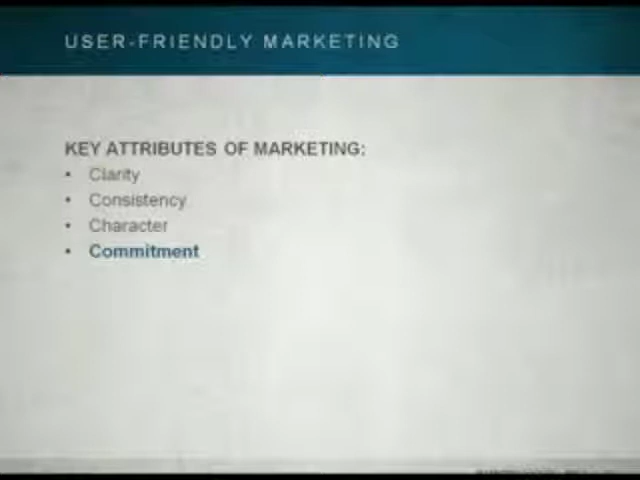 USER-FRIENDLY MARKETING
KEY ATTRIBUTES OF MARKETING:
• Clarity
• Consistency
• Character
• Commitment